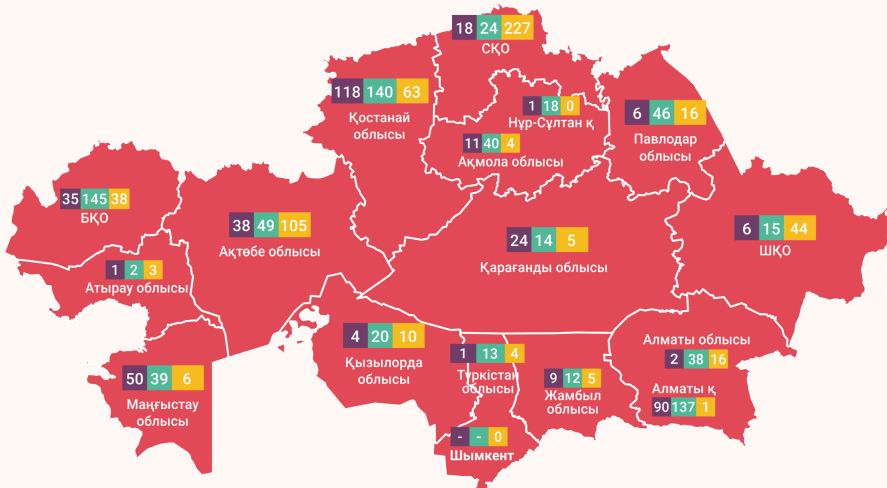 18 24 227
СҚО
118 140 63
Қостанай
облысы
1 18 0
Нұр-Сұлтан қ
11 40 4
Ақмола облысы
6 46 16
Павлодар
облысы
35 145 38
БҚО
38 49 105
Ақтөбе облысы
24 14 5
Қарағанды облысы
6 15 44
ШҚО
1 2 3
Атырау облысы
4 20 10
Қызылорда
облысы
1 13 4
Түркістан
облысы
9 12 5
Жамбыл
облысы
Алматы облысы
2 38 16
Алматы қ
90 137 1
50 39 6
Маңғыстау
облысы
- - 0
Шымкент